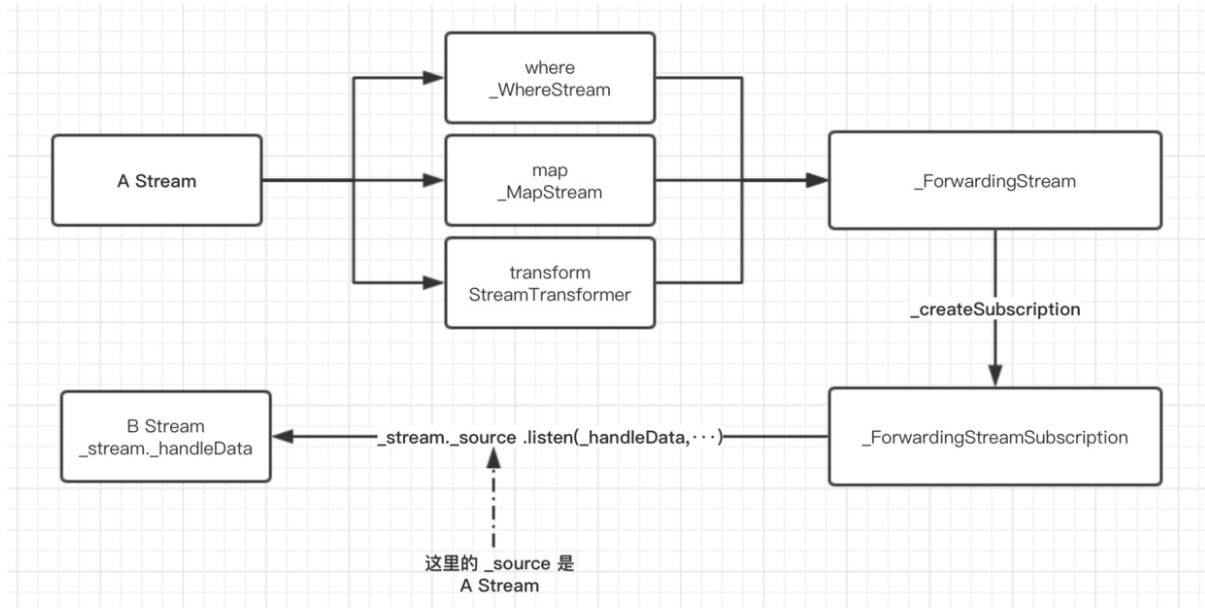 where
_WhereStream
A Stream
map
_MapStream
_ForwardingStream
transform
StreamTransformer
_createSubscription
B Stream
_stream._handleData
_stream._source .listen(_handleData,···)
_ForwardingStreamSubscription
这里的 _source 是
A Stream